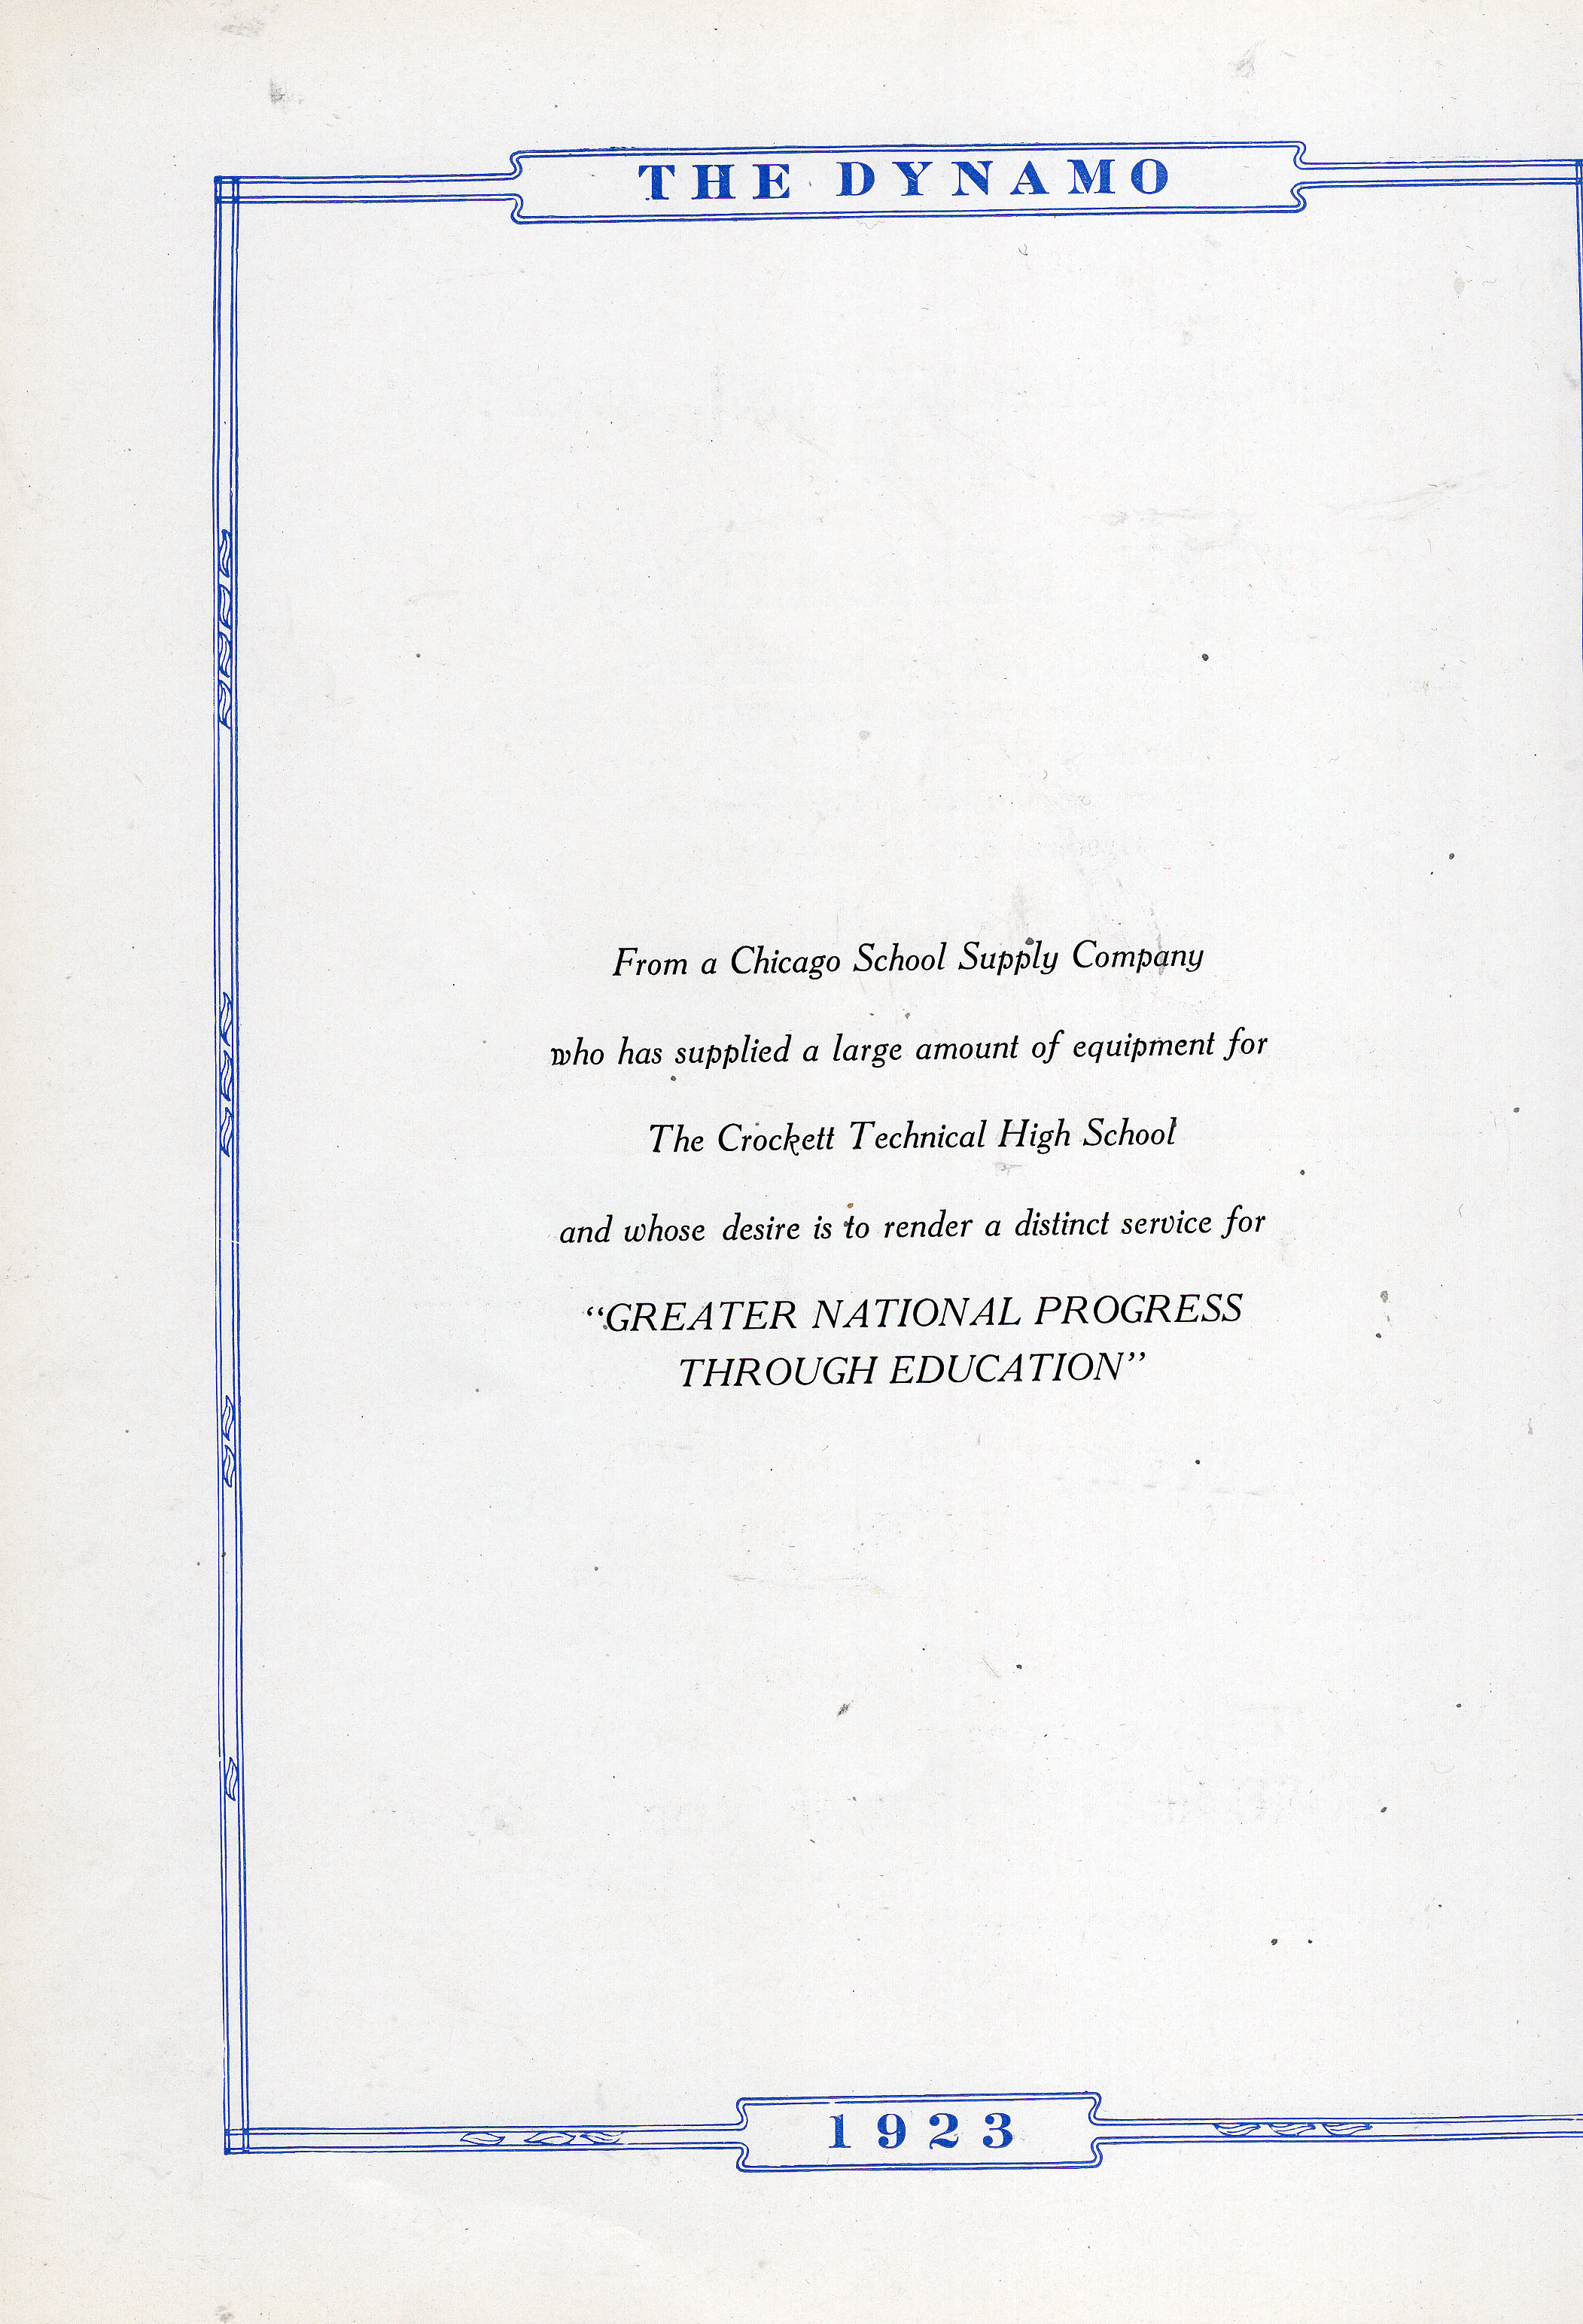 THE DYNAMO
From a Chicago School Supply Company
who has supplied a large amount of equipment for
The Crockett Technical High School
and whose desire is to render a distinct service for
“GREATER NATIONAL PROGRESS
THROUGH EDUCATION”
1923